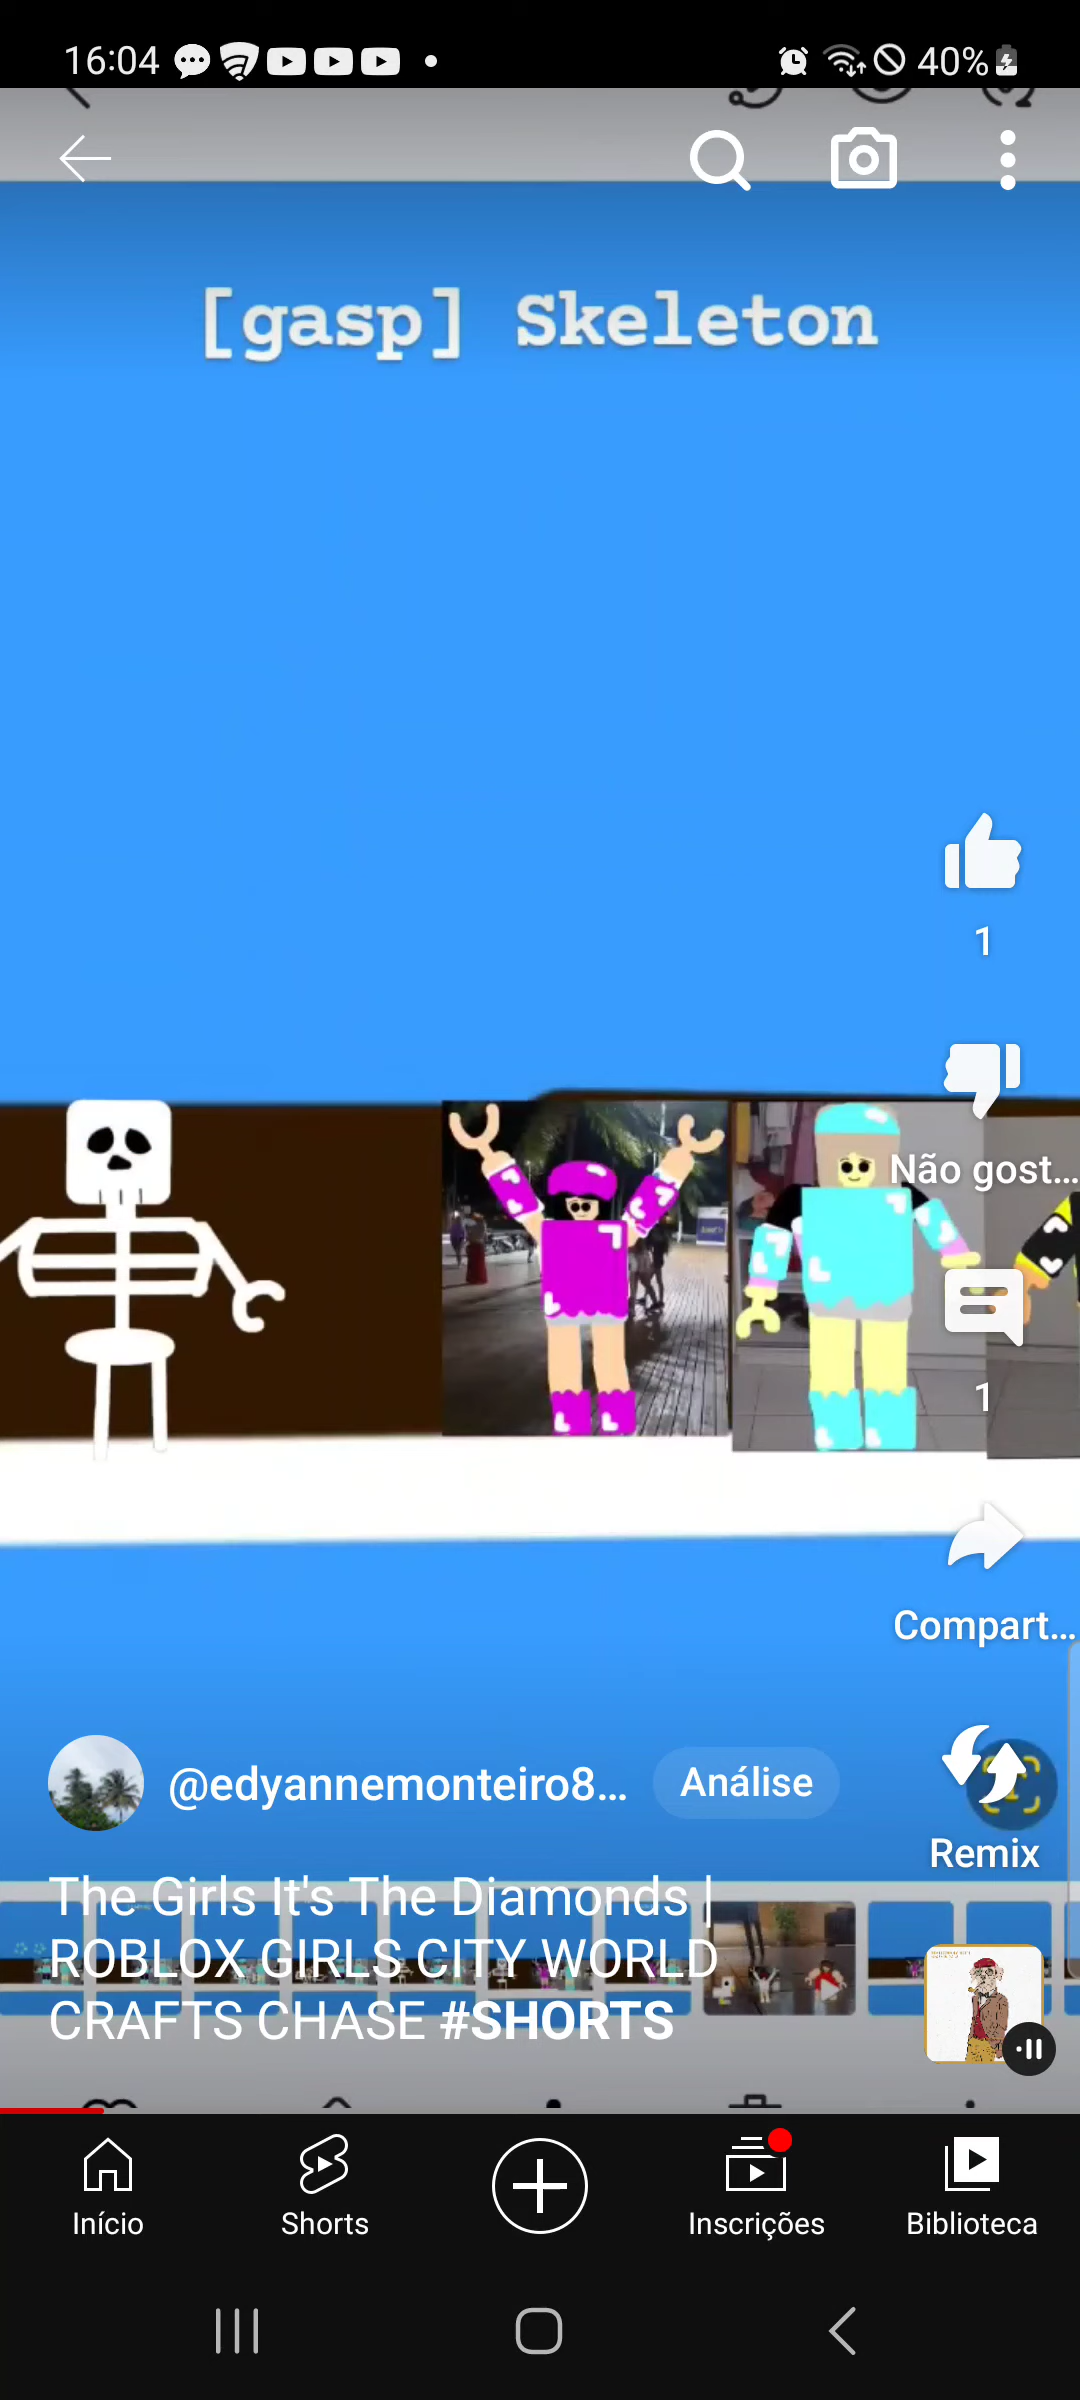 16:04
40%
[gasp] Skeleton
1
Não gost...
1
Compart...
@edyannemonteiro8...
Análise
Remix
The Girls It's The Diamonds |
ROBLOX GIRLS CITY WORLD
CRAFTS CHASE #SHORTS
Início
Shorts
Inscrições
Biblioteca